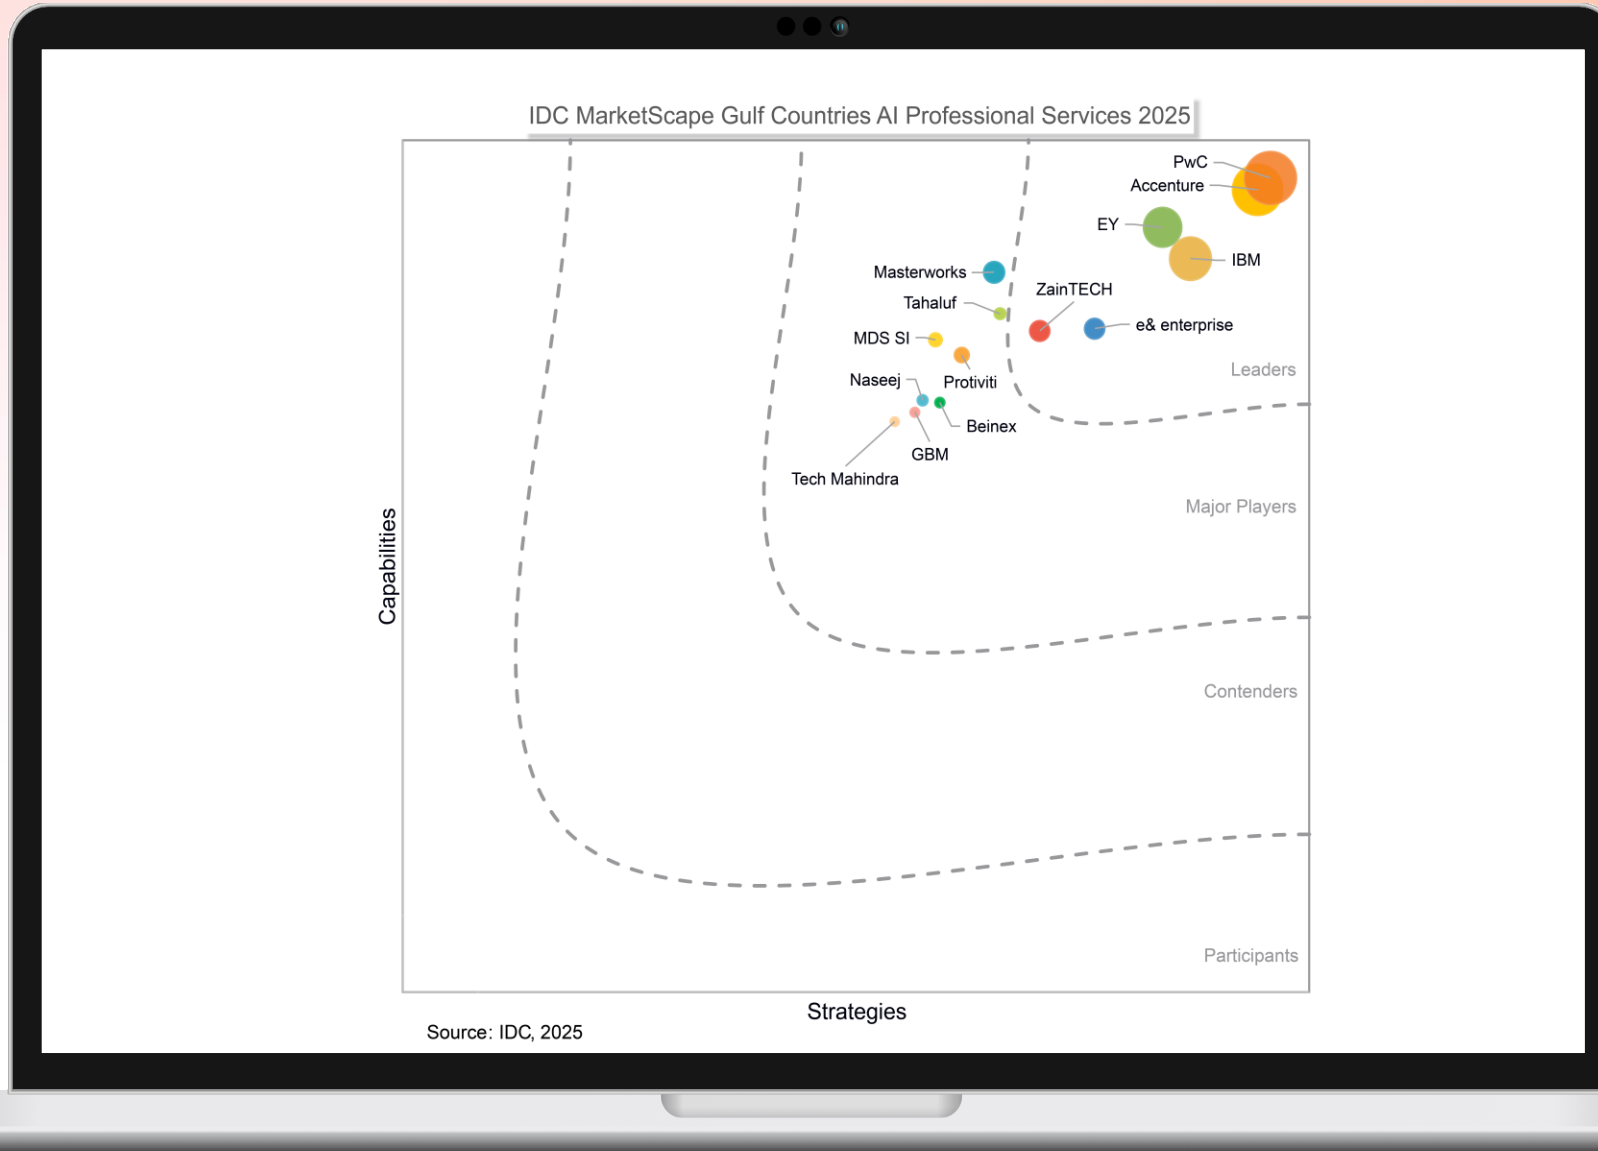 IDC MarketScape Gulf Countries AI Professional Services 2025
PwC
Accenture
EY
IBM
Masterworks
ZainTECH
Tahaluf
e& enterprise
MDS SI
Leaders
Naseej
Protiviti
Beinex
GBM
Tech Mahindra
Major Players
Capabilities
Contenders
Participants
Strategies
Source: IDC, 2025